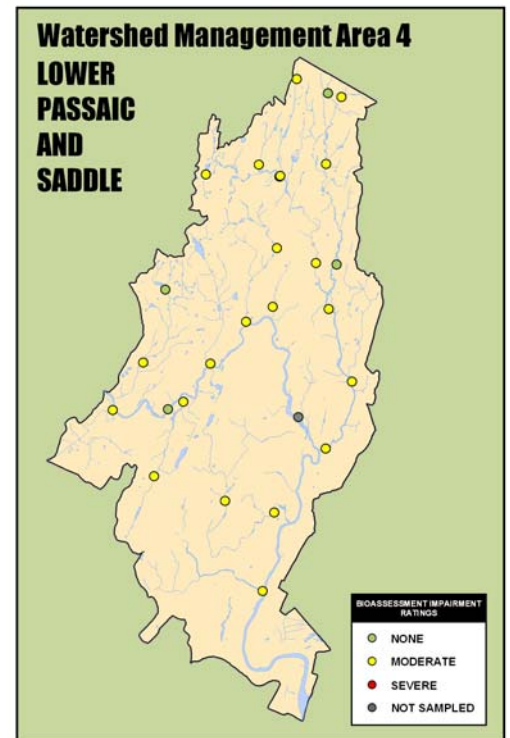 Watershed Management Area 4
LOWER
PASSAIC
AND
SADDLE
BIOASSESSMENT IMPAIRMENT
RATINGS
NONE
MODERATE
SEVERE
NOT SAMPLED